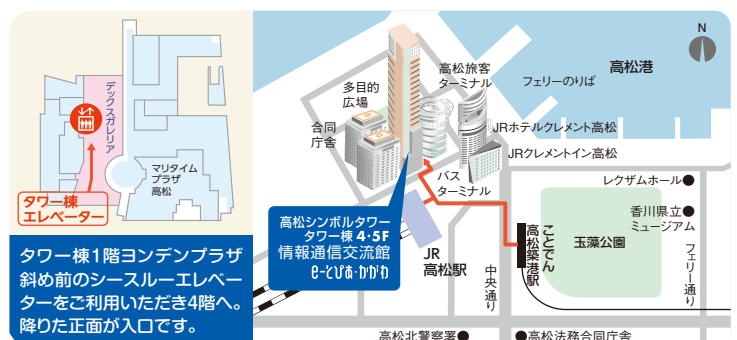 デックスガレリア
マリタイム
プラザ
高松
タワー棟
エレベーター
タワー棟1階ヨンデンプラザ
斜め前のシースルーエレベ
ーターをご利用いただき4階へ。
降りた正面が入口です。
N
高松港
フェリーのりば
高松旅客
ターミナル
多目的
広場
合同
庁舎
JRホテルクレメント高松
JRクレメントイン高松
バス
ターミナル
レクザムホール
香川県立
ミュージアム
高松シンボルタワー
タワー棟4・5F
情報通信交流館
e-とぴあ・かがわ
JR
高松駅
中央通り
ことでん
高松築港駅
玉藻公園
フェリー通り
高松北警察署
高松法務合同庁舎